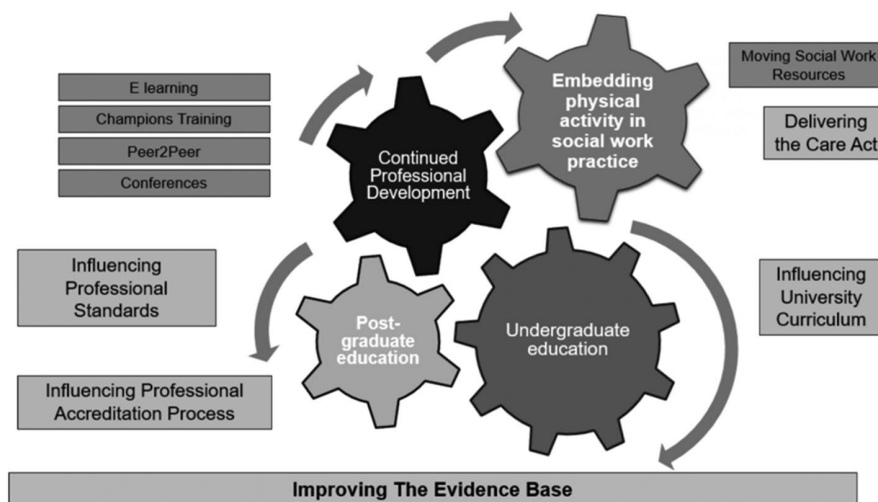 E learning
Champions Training
Peer2Peer
Conferences
Continued
Professional
Development
Embedding
physical
activity in
social work
practice
Moving Social Work
Resources
Delivering
the Care Act
Influencing
Professional
Standards
Influencing Professional
Accreditation Process
Post-
graduate
education
Undergraduate
education
Influencing
University
Curriculum
Improving The Evidence Base